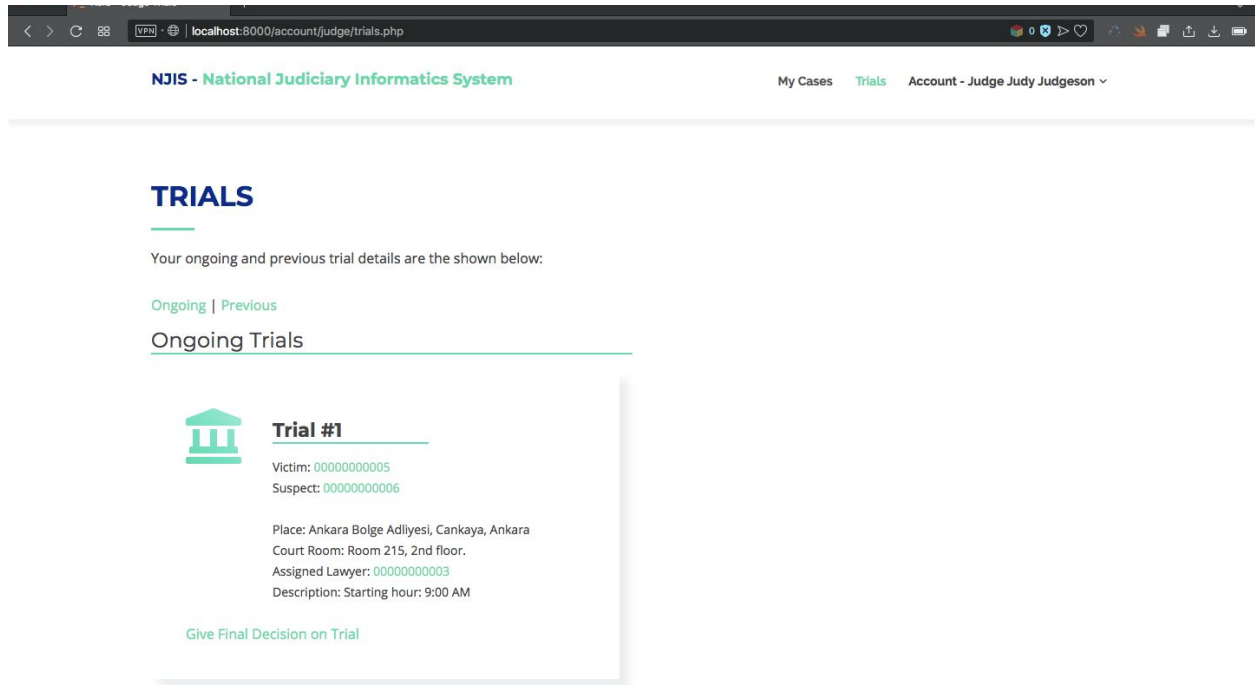 VPN localhost:8000/account/judge/trials.php 0
NJIS - National Judiciary Informatics System
My Cases Trials Account - Judge Judy Judgeson
TRIALS
Your ongoing and previous trial details are the shown below:
Ongoing | Previous
Ongoing Trials
Trial #1
Victim: 00000000005
Suspect: 00000000006
Place: Ankara Bolge Adliyesi, Cankaya, Ankara
Court Room: Room 215, 2nd floor.
Assigned Lawyer: 00000000003
Description: Starting hour: 9:00 AM
Give Final Decision on Trial